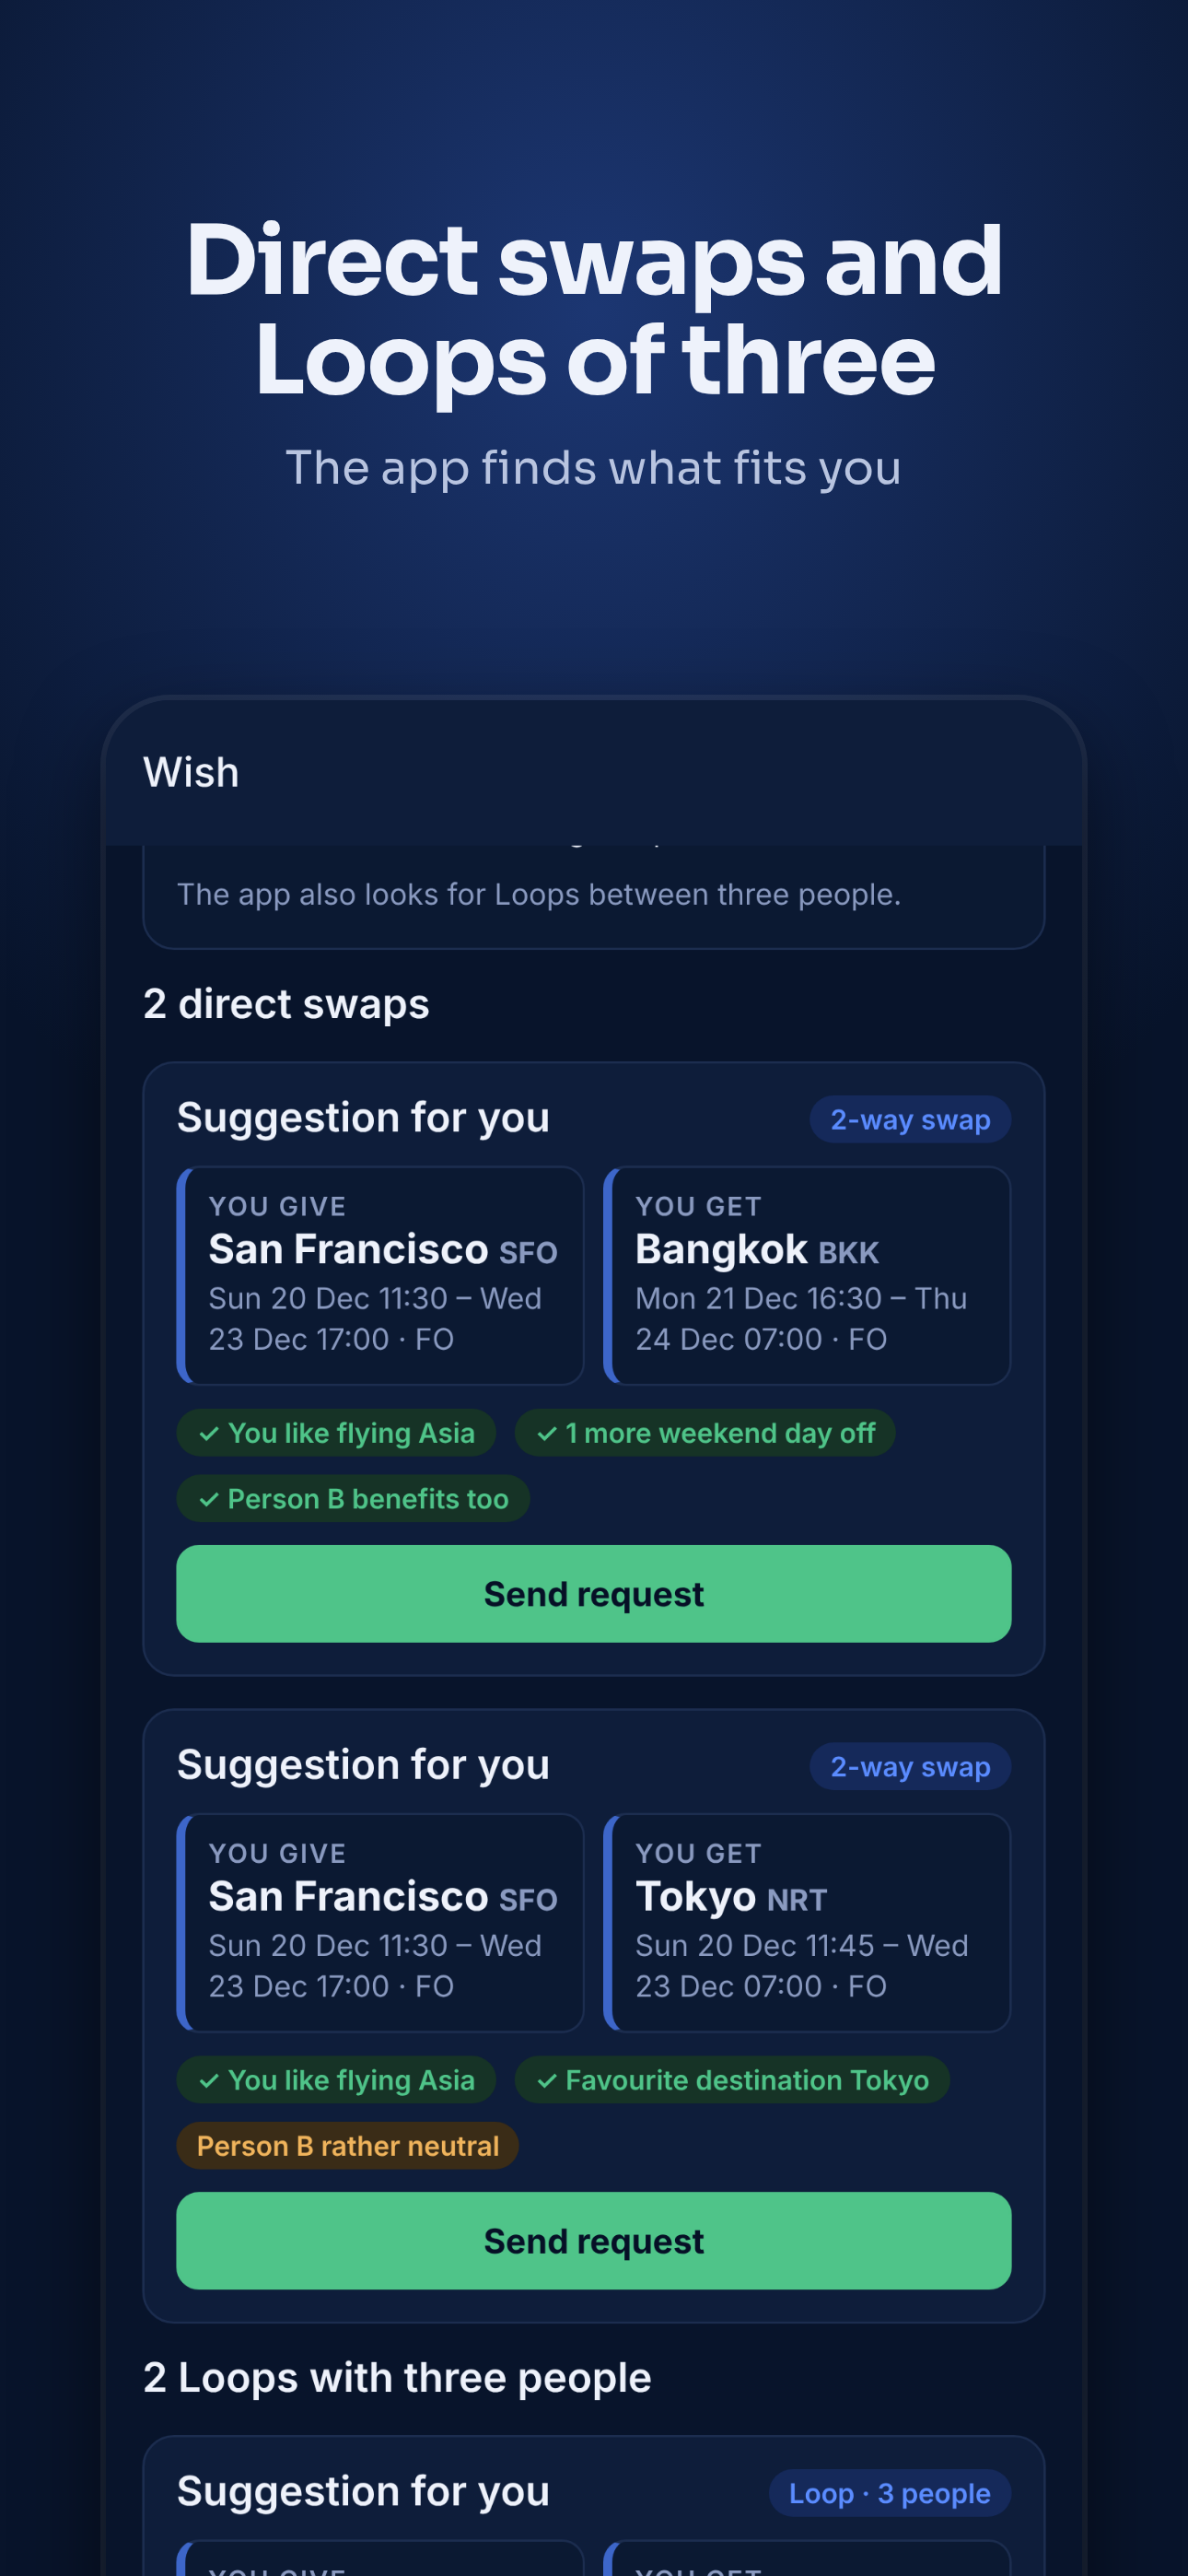 Direct swaps and
Loops of three
The app finds what fits you
Wish
The app also looks for Loops between three people.
2 direct swaps
Suggestion for you
2-way swap
YOU GIVE
San Francisco SFO
Sun 20 Dec 11:30 – Wed
23 Dec 17:00 · FO
YOU GET
Bangkok BKK
Mon 21 Dec 16:30 – Thu
24 Dec 07:00 · FO
✓ You like flying Asia
✓ 1 more weekend day off
✓ Person B benefits too
Send request
Suggestion for you
2-way swap
YOU GIVE
San Francisco SFO
Sun 20 Dec 11:30 – Wed
23 Dec 17:00 · FO
YOU GET
Tokyo NRT
Sun 20 Dec 11:45 – Wed
23 Dec 07:00 · FO
✓ You like flying Asia
✓ Favourite destination Tokyo
Person B rather neutral
Send request
2 Loops with three people
Suggestion for you
Loop · 3 people
YOU GIVE
YOU GET